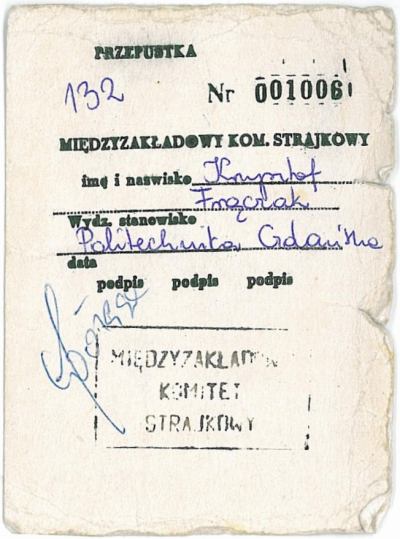 PRZEPUSTKA
132
Nr 001006
MIĘDZYZAKŁADOWY KOM. STRAJKOWY
imę i naswisko Krzysztof
Frączak
Wydz. stanowisko
Politechnika Gdańska
data
podpis podpis podpis
MIĘDZYZAKŁADOW
KOMITET
STRAJKOWY